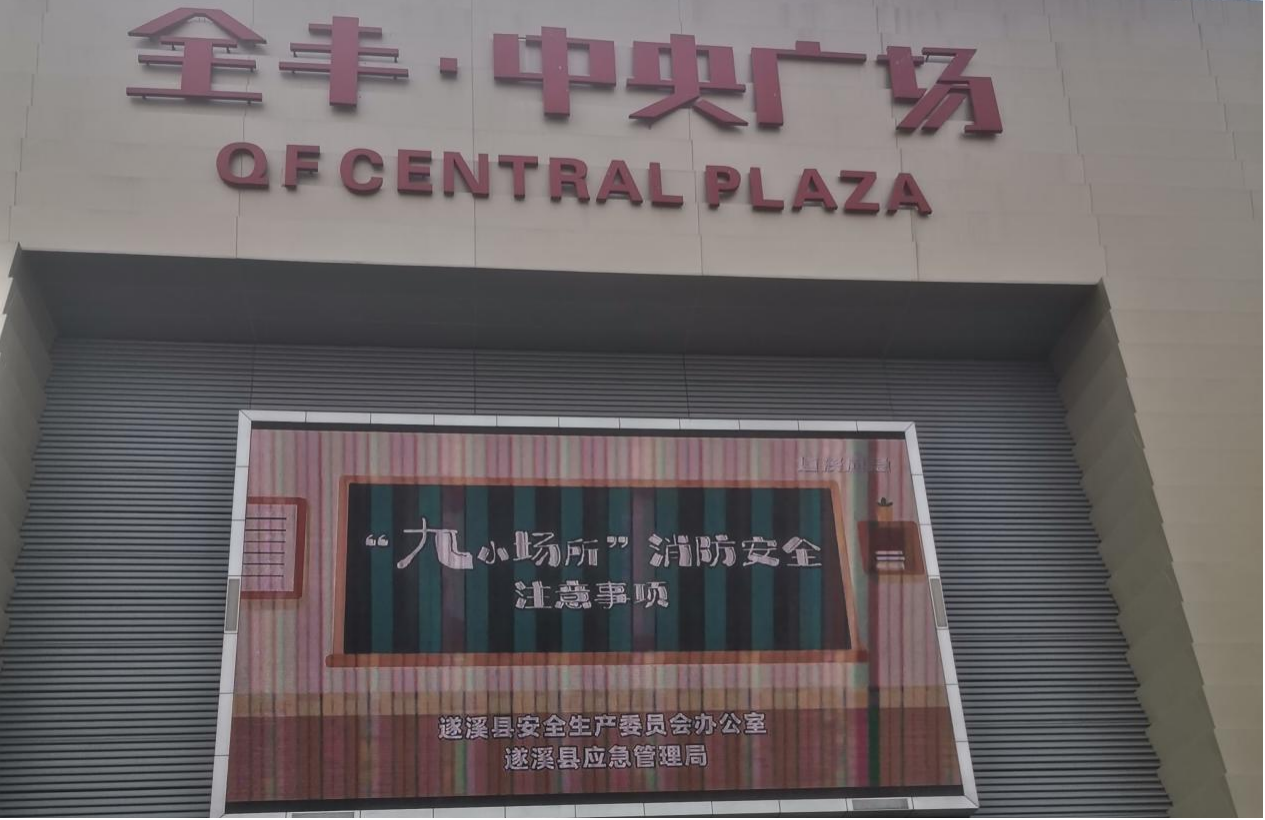 全丰·中央广场
QF CENTRAL PLAZA
“九小场所”消防安全
注意事项
遂溪县安全生产委员会办公室
遂溪县应急管理局